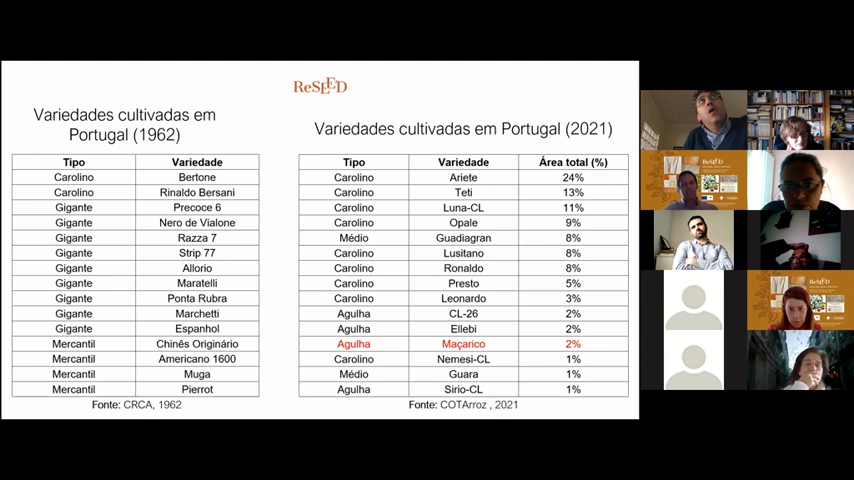 ReSEED
Variedades cultivadas em
Portugal (1962)
Tipo Variedade
Carolino Bertone
Carolino Rinaldo Bersani
Gigante Precoce 6
Gigante Nero de Vialone
Gigante Razza 7
Gigante Strip 77
Gigante Allorio
Gigante Maratelli
Gigante Ponta Rubra
Gigante Marchetti
Gigante Espanhol
Mercantil Chinês Originário
Mercantil Americano 1600
Mercantil Muga
Mercantil Pierrot
Fonte: CRCA, 1962
Variedades cultivadas em Portugal (2021)
Tipo Variedade Área total (%)
Carolino Ariete 24%
Carolino Teti 13%
Carolino Luna-CL 11%
Carolino Opale 9%
Médio Guadiagran 8%
Carolino Lusitano 8%
Carolino Ronaldo 8%
Carolino Presto 5%
Carolino Leonardo 3%
Agulha CL-26 2%
Agulha Ellebi 2%
Agulha Maçarico 2%
Carolino Nemesi-CL 1%
Médio Guara 1%
Agulha Sirio-CL 1%
Fonte: COTArroz , 2021
ReSEED
ReSEED